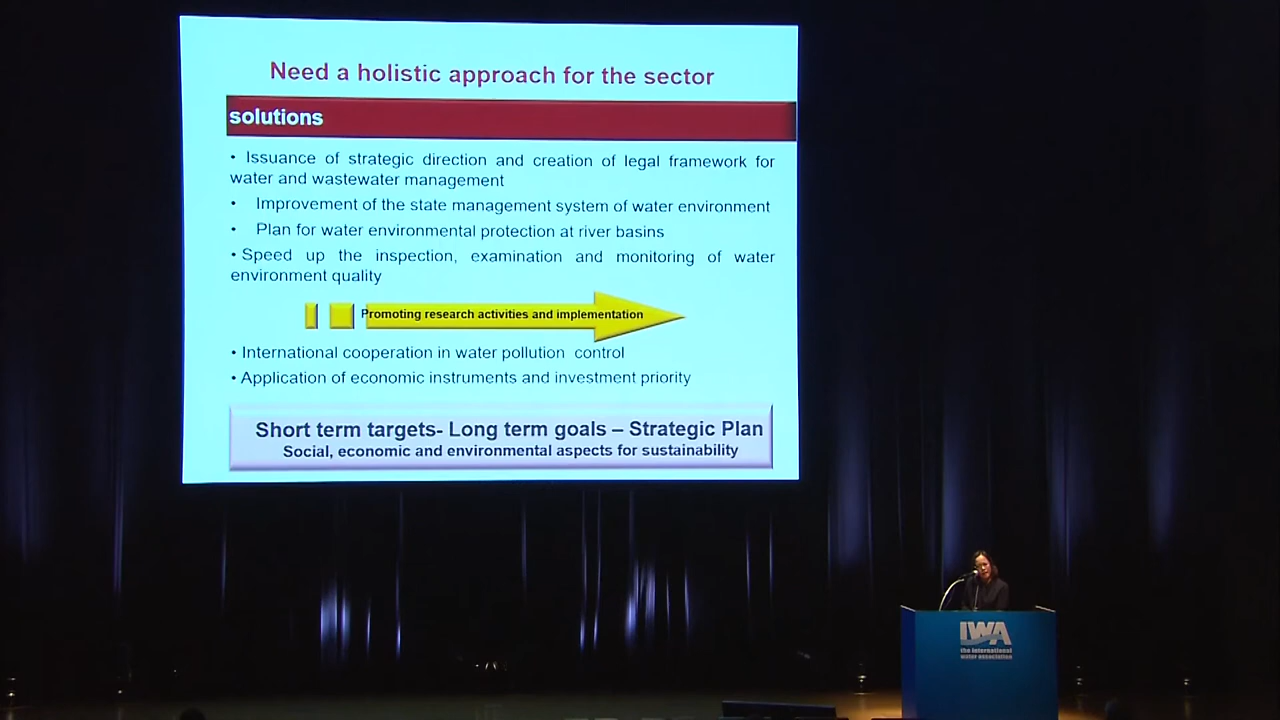 Need a holistic approach for the sector
solutions
• Issuance of strategic direction and creation of legal framework for
water and wastewater management
• Improvement of the state management system of water environment
• Plan for water environmental protection at river basins
• Speed up the inspection, examination and monitoring of water
environment quality
Promoting research activities and implementation
• International cooperation in water pollution control
• Application of economic instruments and investment priority
Short term targets- Long term goals – Strategic Plan
Social, economic and environmental aspects for sustainability
IWA
the international
water association